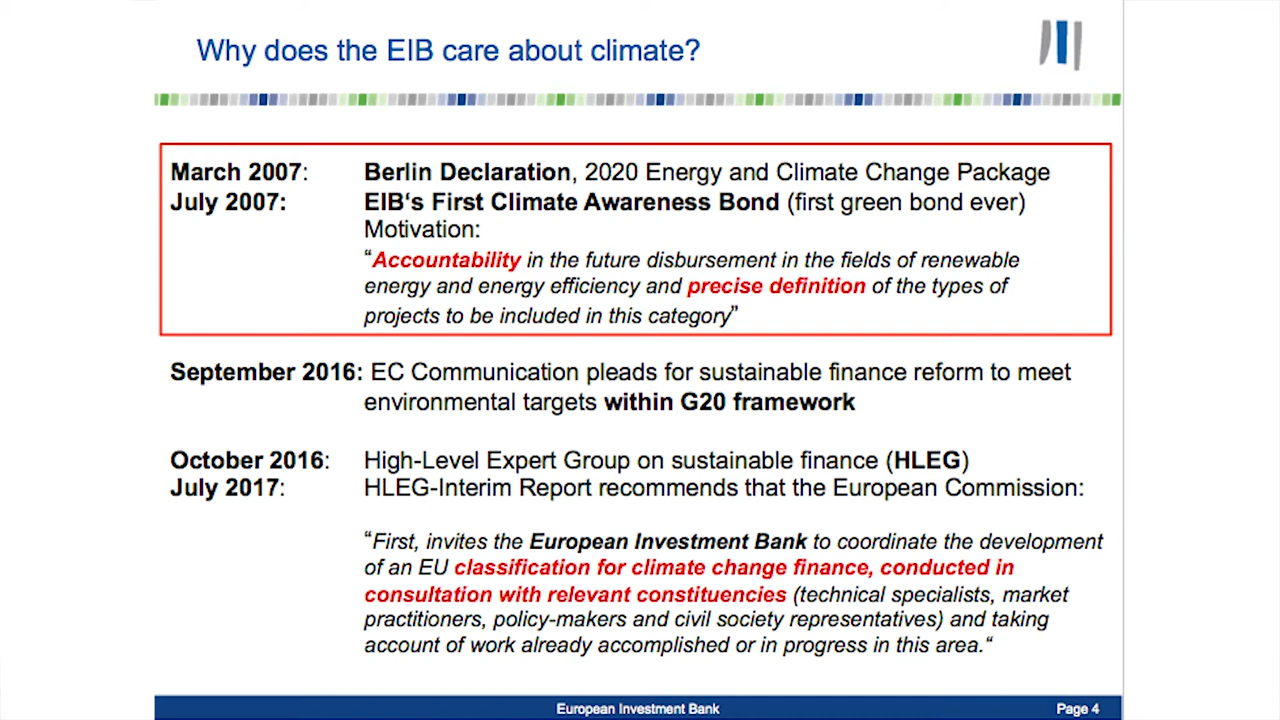 Why does the EIB care about climate?
March 2007: Berlin Declaration, 2020 Energy and Climate Change Package
July 2007: EIB‘s First Climate Awareness Bond (first green bond ever)
Motivation:
“Accountability in the future disbursement in the fields of renewable
energy and energy efficiency and precise definition of the types of
projects to be included in this category”
September 2016: EC Communication pleads for sustainable finance reform to meet
environmental targets within G20 framework
October 2016: High-Level Expert Group on sustainable finance (HLEG)
July 2017: HLEG-Interim Report recommends that the European Commission:
“First, invites the European Investment Bank to coordinate the development
of an EU classification for climate change finance, conducted in
consultation with relevant constituencies (technical specialists, market
practitioners, policy-makers and civil society representatives) and taking
account of work already accomplished or in progress in this area.“
European Investment Bank Page 4